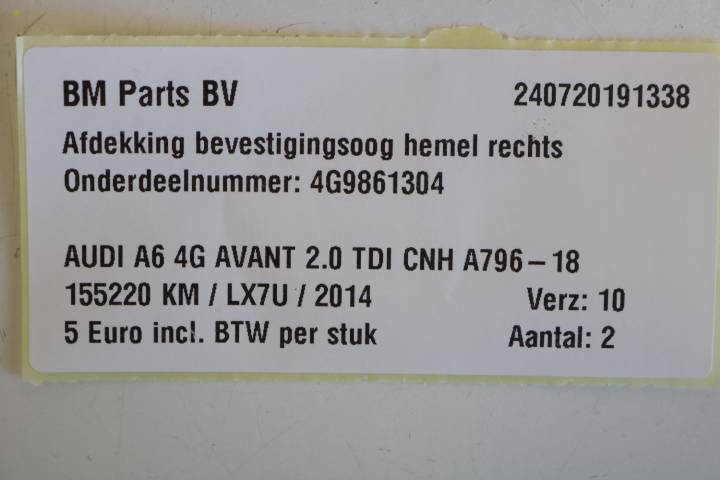 BM Parts BV 240720191338
Afdekking bevestigingsoog hemel rechts
Onderdeelnummer: 4G9861304
AUDI A6 4G AVANT 2.0 TDI CNH A796-18
155220 KM / LX7U / 2014 Verz: 10
5 Euro incl. BTW per stuk Aantal: 2